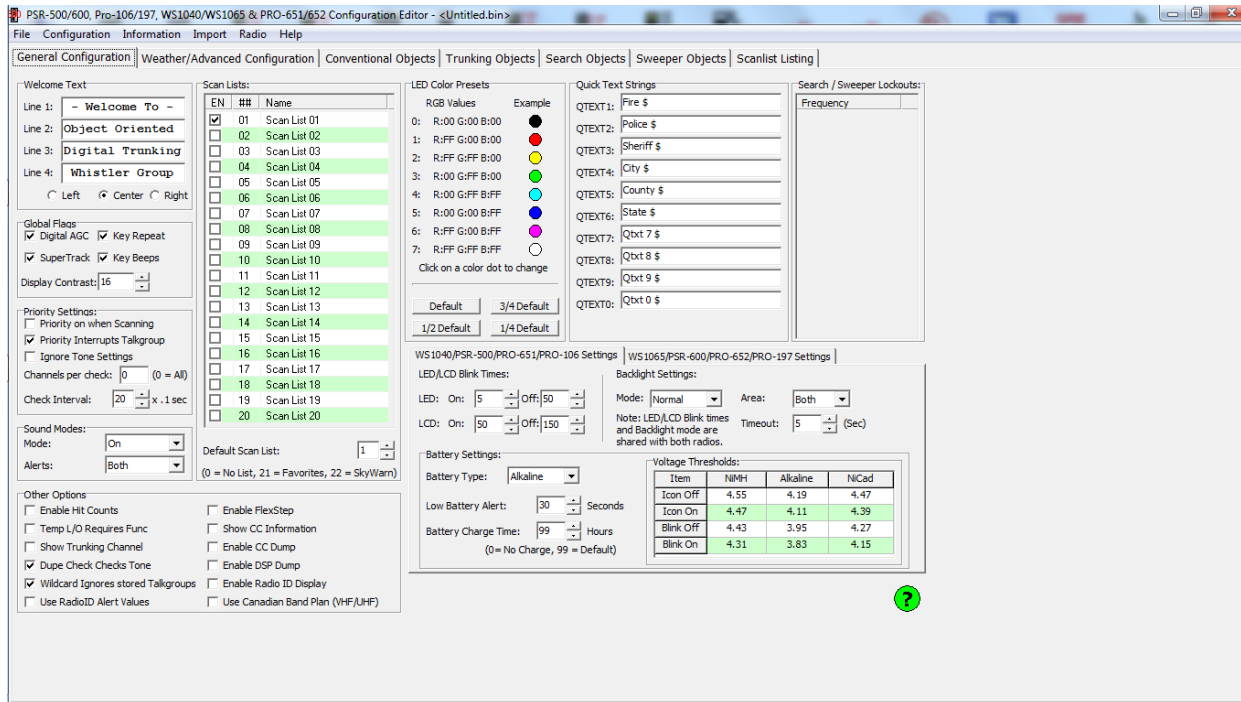 PSR-500/600, Pro-106/197, WS1040/WS1065 & PRO-651/652 Configuration Editor - <Untitled.bin>
File Configuration Information Import Radio Help
General Configuration Weather/Advanced Configuration Conventional Objects Trunking Objects Search Objects Sweeper Objects Scanlist Listing
Welcome Text
Line 1: - Welcome To -
Line 2: Object Oriented
Line 3: Digital Trunking
Line 4: Whistler Group
Left Center Right
Global Flags
Digital AGC Key Repeat
SuperTrack Key Beeps
Display Contrast: 16
Priority Settings:
Priority on when Scanning
Priority Interrupts Talkgroup
Ignore Tone Settings
Channels per check: 0 (0 = All)
Check Interval: 20 x .1 sec
Sound Modes:
Mode: On
Alerts: Both
Scan Lists:
EN ## Name
01 Scan List 01
02 Scan List 02
03 Scan List 03
04 Scan List 04
05 Scan List 05
06 Scan List 06
07 Scan List 07
08 Scan List 08
09 Scan List 09
10 Scan List 10
11 Scan List 11
12 Scan List 12
13 Scan List 13
14 Scan List 14
15 Scan List 15
16 Scan List 16
17 Scan List 17
18 Scan List 18
19 Scan List 19
20 Scan List 20
Default Scan List: 1
(0 = No List, 21 = Favorites, 22 = SkyWarn)
Other Options
Enable Hit Counts Enable FlexStep
Temp L/O Requires Func Show CC Information
Show Trunking Channel Enable CC Dump
Dupe Check Checks Tone Enable DSP Dump
Wildcard Ignores stored Talkgroups Enable Radio ID Display
Use RadioID Alert Values Use Canadian Band Plan (VHF/UHF)
LED Color Presets
RGB Values Example
0: R:00 G:00 B:00
1: R:FF G:00 B:00
2: R:FF G:FF B:00
3: R:00 G:FF B:00
4: R:00 G:FF B:FF
5: R:00 G:00 B:FF
6: R:FF G:00 B:FF
7: R:FF G:FF B:FF
Click on a color dot to change
Default 3/4 Default
1/2 Default 1/4 Default
Quick Text Strings
QTEXT1: Fire $
QTEXT2: Police $
QTEXT3: Sheriff $
QTEXT4: City $
QTEXT5: County $
QTEXT6: State $
QTEXT7: Qtxt 7 $
QTEXT8: Qtxt 8 $
QTEXT9: Qtxt 9 $
QTEXT0: Qtxt 0 $
Search / Sweeper Lockouts:
Frequency
WS1040/PSR-500/PRO-651/PRO-106 Settings WS1065/PSR-600/PRO-652/PRO-197 Settings
LED/LCD Blink Times:
LED: On: 5 Off: 50
LCD: On: 50 Off: 150
Backlight Settings:
Mode: Normal Area: Both
Note: LED/LCD Blink times
and Backlight mode are
shared with both radios.
Timeout: 5 (Sec)
Battery Settings:
Battery Type: Alkaline
Low Battery Alert: 30 Seconds
Battery Charge Time: 99 Hours
(0= No Charge, 99 = Default)
Voltage Thresholds:
Item NiMH Alkaline NiCad
Icon Off 4.55 4.19 4.47
Icon On 4.47 4.11 4.39
Blink Off 4.43 3.95 4.27
Blink On 4.31 3.83 4.15
?